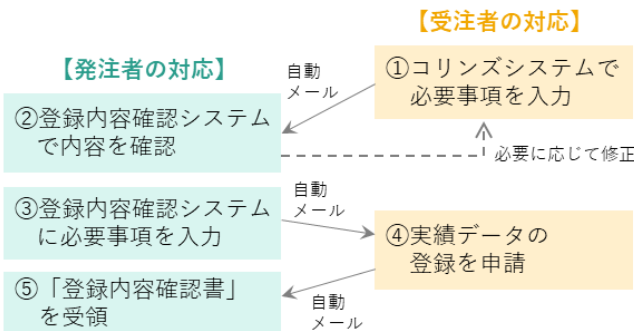 【受注者の対応】
①コリンズシステムで
必要事項を入力
自動
メール
【発注者の対応】
②登録内容確認システム
で内容を確認
必要に応じて修正
③登録内容確認システム
に必要事項を入力
自動
メール
④実績データの
登録を申請
自動
メール
⑤「登録内容確認書」
を受領